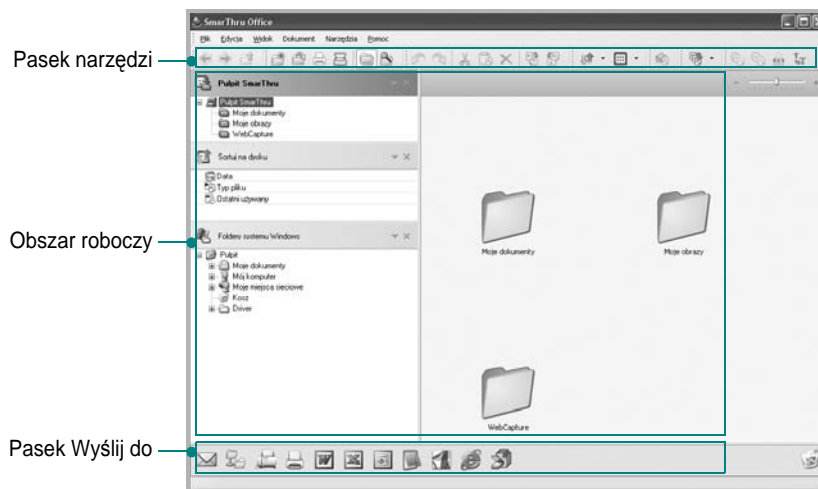 SmarThru Office
Plik Edycja Widok Dokument Narzędzia Pomoc
Pasek narzędzi
Pulpit SmarThru
Pulpit SmarThru
Moje dokumenty
Moje obrazy
WebCapture
Sortuj na dysku
Data
Typ pliku
Ostatni używany
Obszar roboczy
Foldery systemu Windows
Pulpit
Moje dokumenty
Mój komputer
Moje miejsca sieciowe
Kosz
Driver
Moje dokumenty
Moje obrazy
WebCapture
Pasek Wyślij do